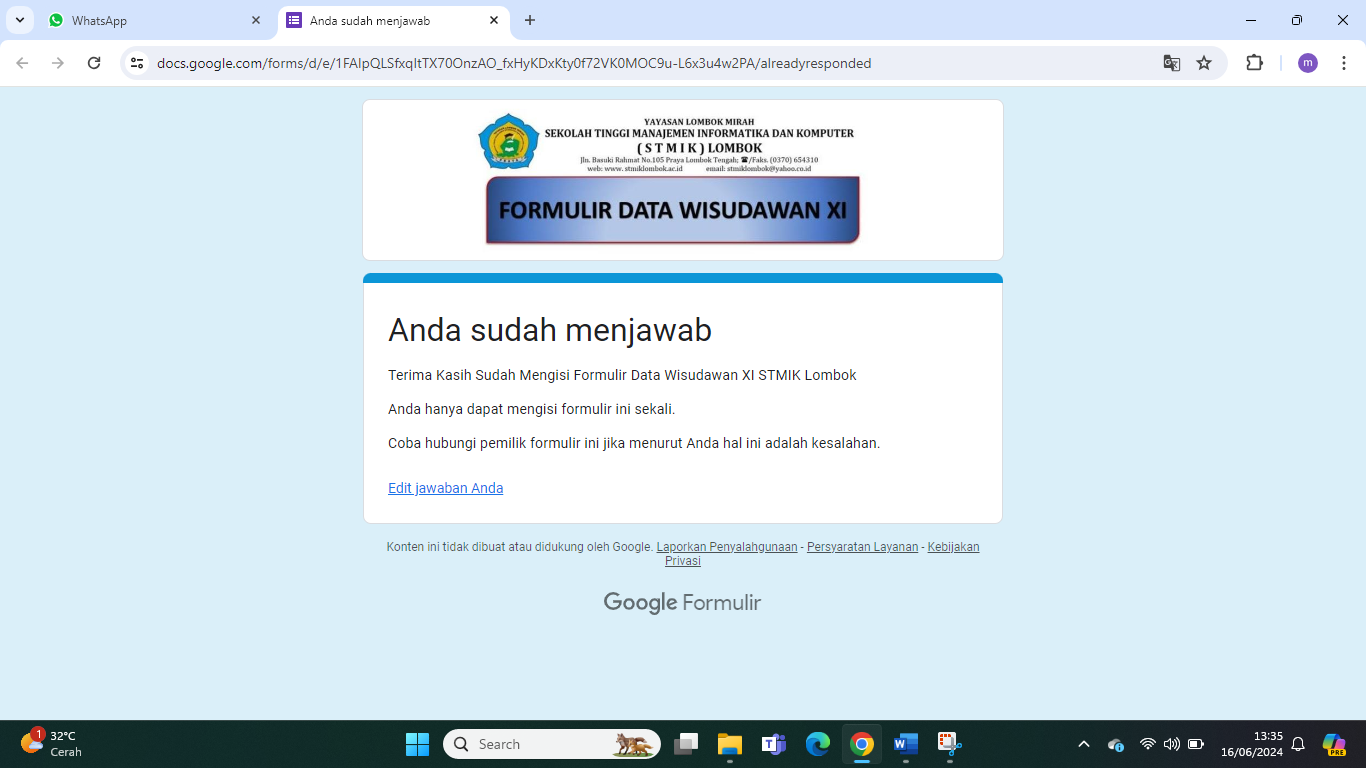 WhatsApp
Anda sudah menjawab
docs.google.com/forms/d/e/1FAIpQLSfxqItTX70OnzAO_fxHyKDxKty0f72VK0MOC9u-L6x3u4w2PA/alreadyresponded
m
YAYASAN LOMBOK MIRAH
SEKOLAH TINGGI MANAJEMEN INFORMATIKA DAN KOMPUTER
( S T M I K ) LOMBOK
Jln. Basuki Rahmat No.105 Praya Lombok Tengah; ☎/Faks. (0370) 654310
web: www. stmiklombok.ac.id email: stmiklombok@yahoo.co.id
FORMULIR DATA WISUDAWAN XI
Anda sudah menjawab
Terima Kasih Sudah Mengisi Formulir Data Wisudawan XI STMIK Lombok
Anda hanya dapat mengisi formulir ini sekali.
Coba hubungi pemilik formulir ini jika menurut Anda hal ini adalah kesalahan.
Edit jawaban Anda
Konten ini tidak dibuat atau didukung oleh Google. Laporkan Penyalahgunaan - Persyaratan Layanan - Kebijakan
Privasi
Google Formulir
1
32°C
Cerah
Search
13:35
16/06/2024
PRE